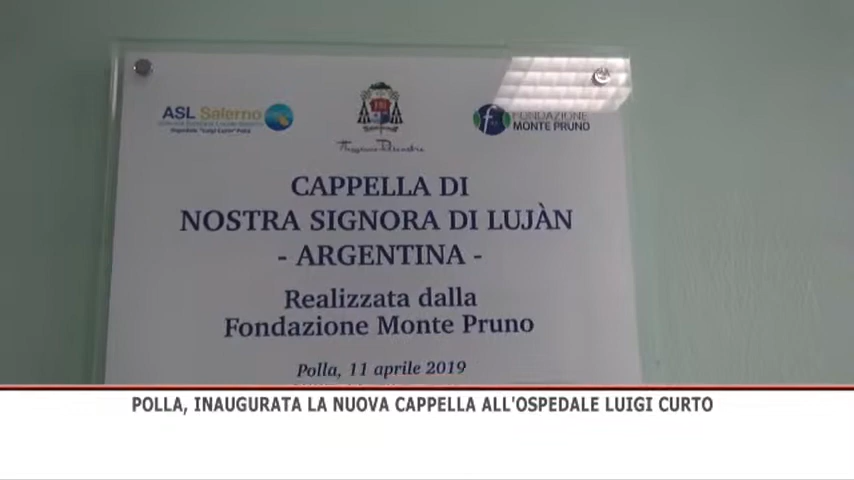 ASL Salerno
FONDAZIONE
MONTE PRUNO
CAPPELLA DI
NOSTRA SIGNORA DI LUJÀN
- ARGENTINA -
Realizzata dalla
Fondazione Monte Pruno
Polla, 11 aprile 2019
POLLA, INAUGURATA LA NUOVA CAPPELLA ALL'OSPEDALE LUIGI CURTO